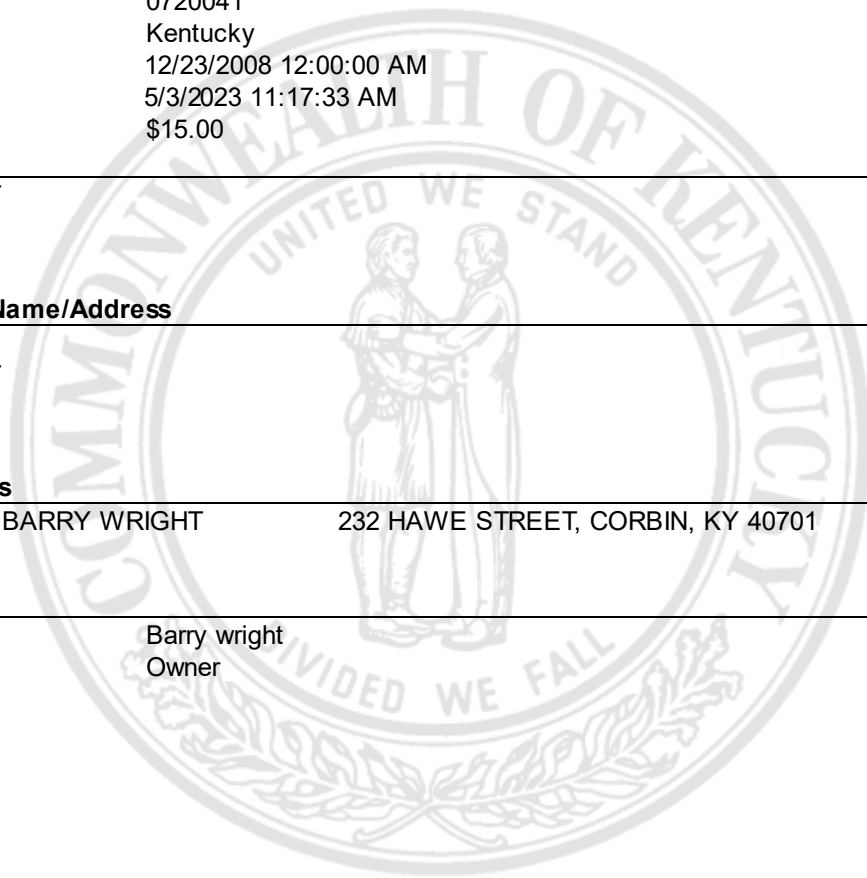 0720041
Kentucky
12/23/2008 12:00:00 AM
5/3/2023 11:17:33 AM
$15.00
COMMONWEALTH OF KENTUCKY
UNITED WE STAND
Name/Address
s
BARRY WRIGHT 232 HAWE STREET, CORBIN, KY 40701
Barry wright
Owner
DIVIDED WE FALL